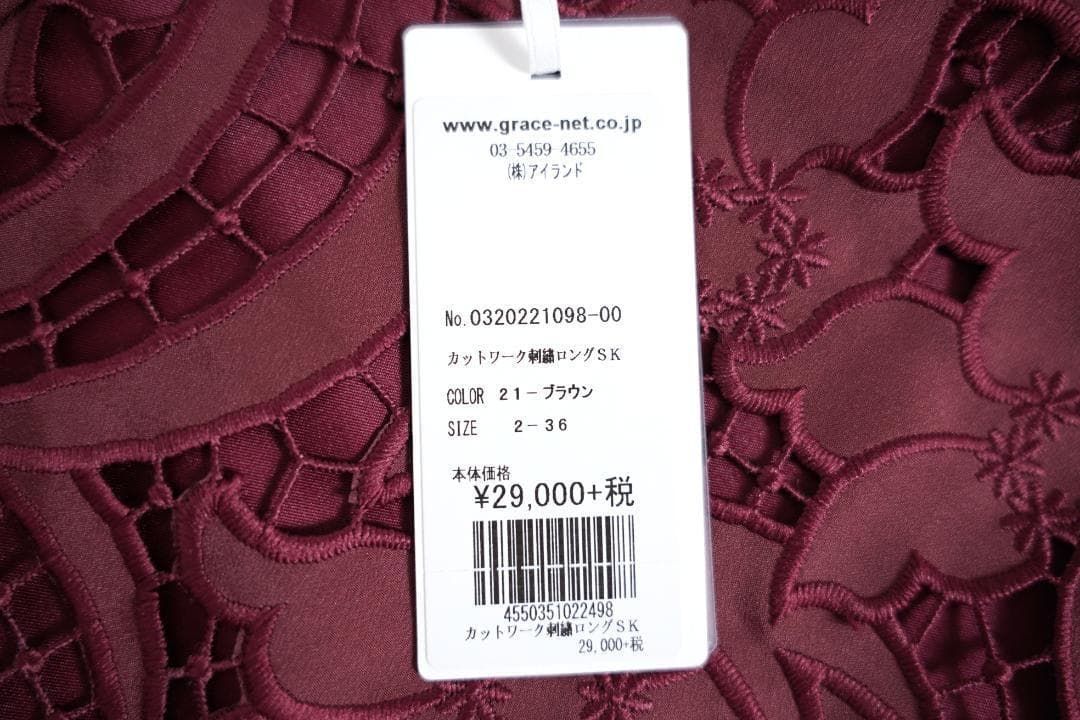 www.grace-net.co.jp
03-5459-4655
(株)アイランド
No.0320221098-00
カットワーク刺繍ロングSK
COLOR 21-ブラウン
SIZE 2-36
本体価格
¥29,000+税
4550351022498
カットワーク刺繍ロングSK
29,000+税